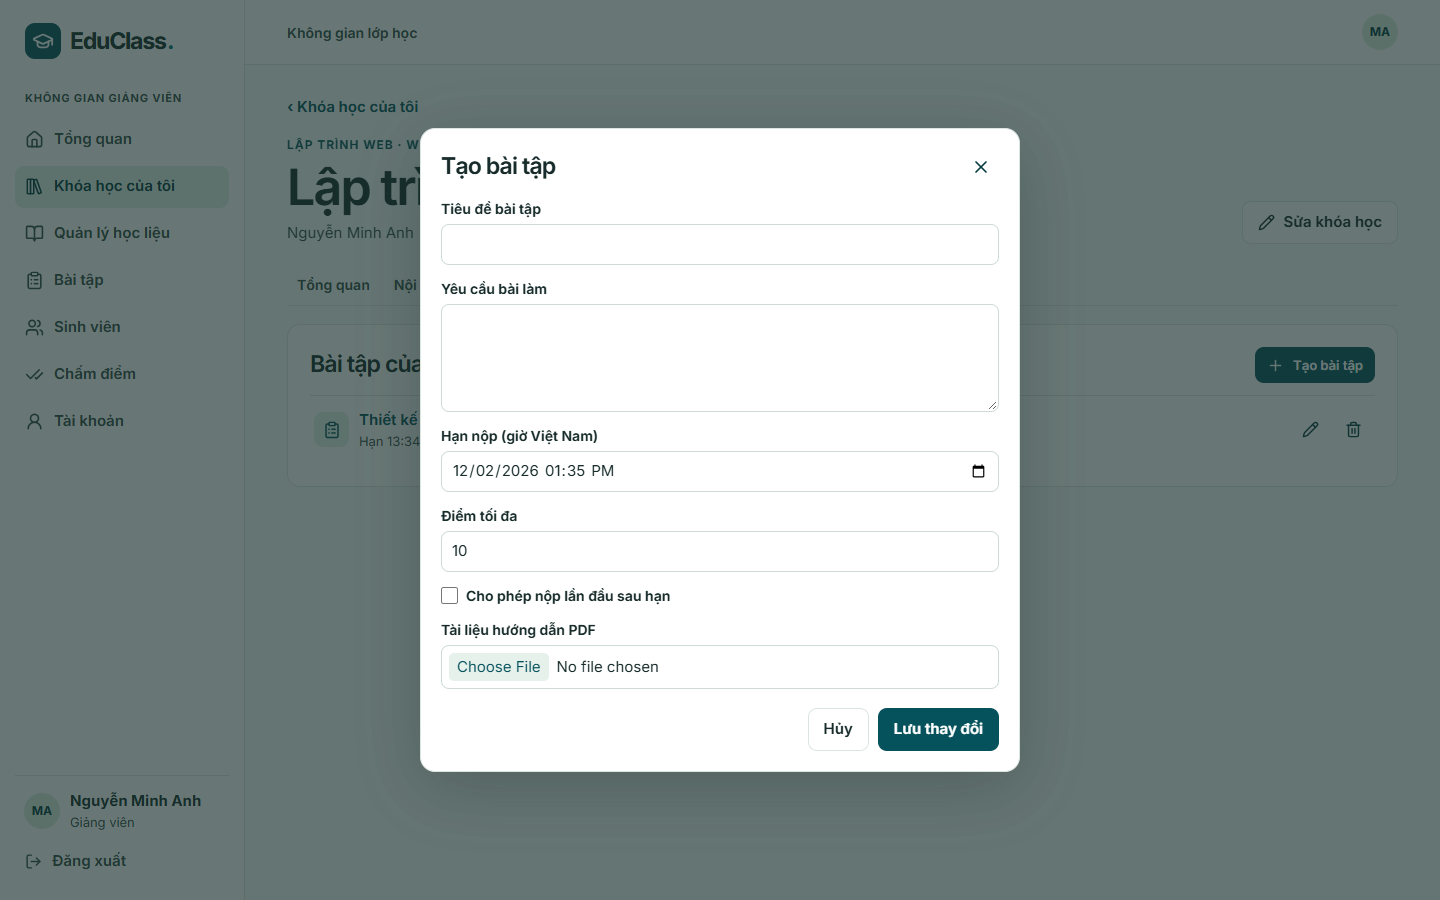 EduClass.
KHÔNG GIAN GIẢNG VIÊN
Tổng quan
Khóa học của tôi
Quản lý học liệu
Bài tập
Sinh viên
Chấm điểm
Tài khoản
MA
Nguyễn Minh Anh
Giảng viên
Đăng xuất
Không gian lớp học
MA
‹ Khóa học của tôi
LẬP TRÌNH WEB · W
Lập trì
Nguyễn Minh Anh
Sửa khóa học
Tổng quan
Nội
Bài tập của
Tạo bài tập
Thiết kế
Hạn 13:34
Tạo bài tập
Tiêu đề bài tập
Yêu cầu bài làm
Hạn nộp (giờ Việt Nam)
12/02/2026 01:35 PM
Điểm tối đa
10
Cho phép nộp lần đầu sau hạn
Tài liệu hướng dẫn PDF
Choose File No file chosen
Hủy
Lưu thay đổi